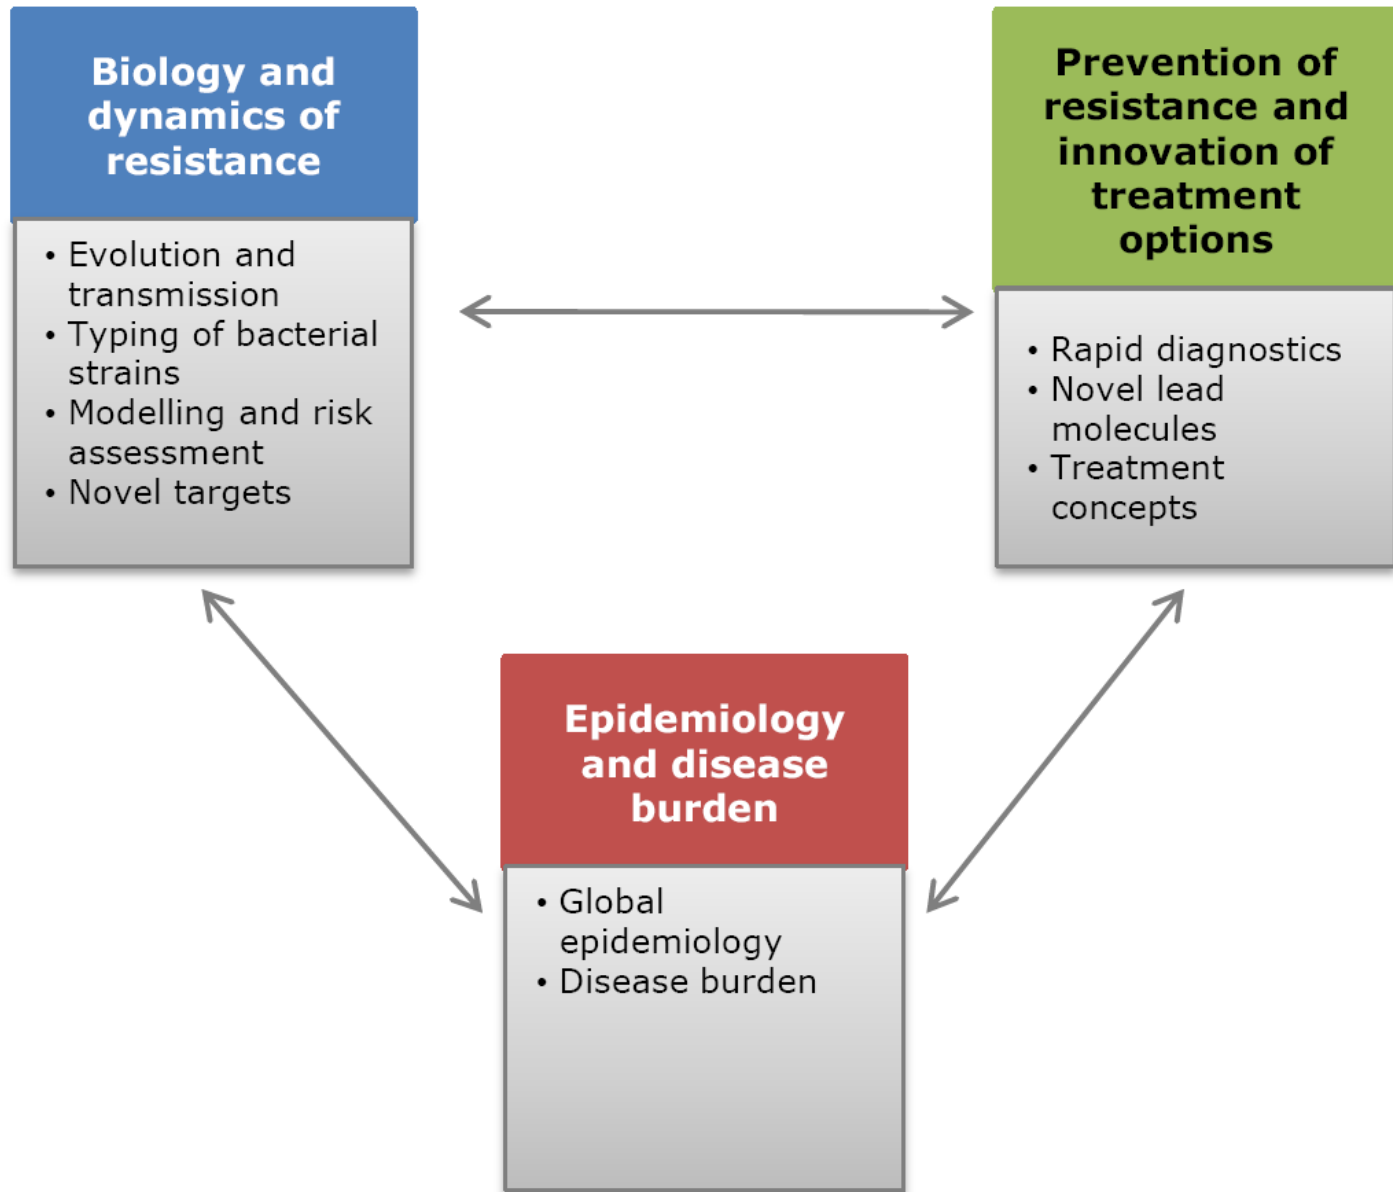 Biology and
dynamics of
resistance
• Evolution and
transmission
• Typing of bacterial
strains
• Modelling and risk
assessment
• Novel targets
Prevention of
resistance and
innovation of
treatment
options
• Rapid diagnostics
• Novel lead
molecules
• Treatment
concepts
Epidemiology
and disease
burden
• Global
epidemiology
• Disease burden